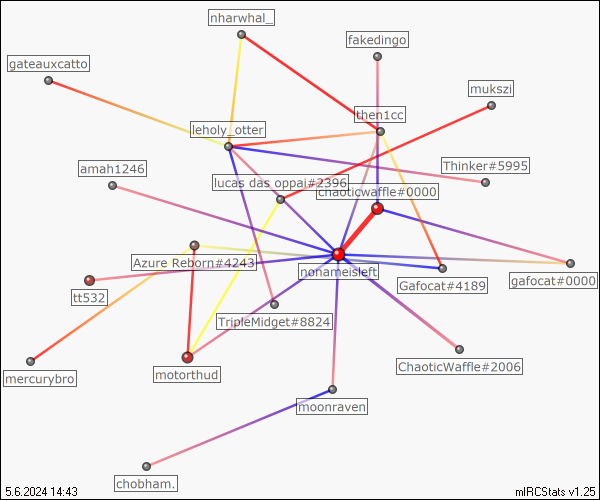 nharwhal_
fakedingo
gateauxcatto
mukszi
then1cc
leholy_otter
amah1246
Thinker#5995
lucas das oppai#2396
chaoticwaffle#0000
Azure Reborn#4243
nonameisleft
Gafocat#4189
gafocat#0000
tt532
TripleMidget#8824
mercurybro
motorthud
ChaoticWaffle#2006
moonraven
chobham.
5.6.2024 14:43
mIRCStats v1.25